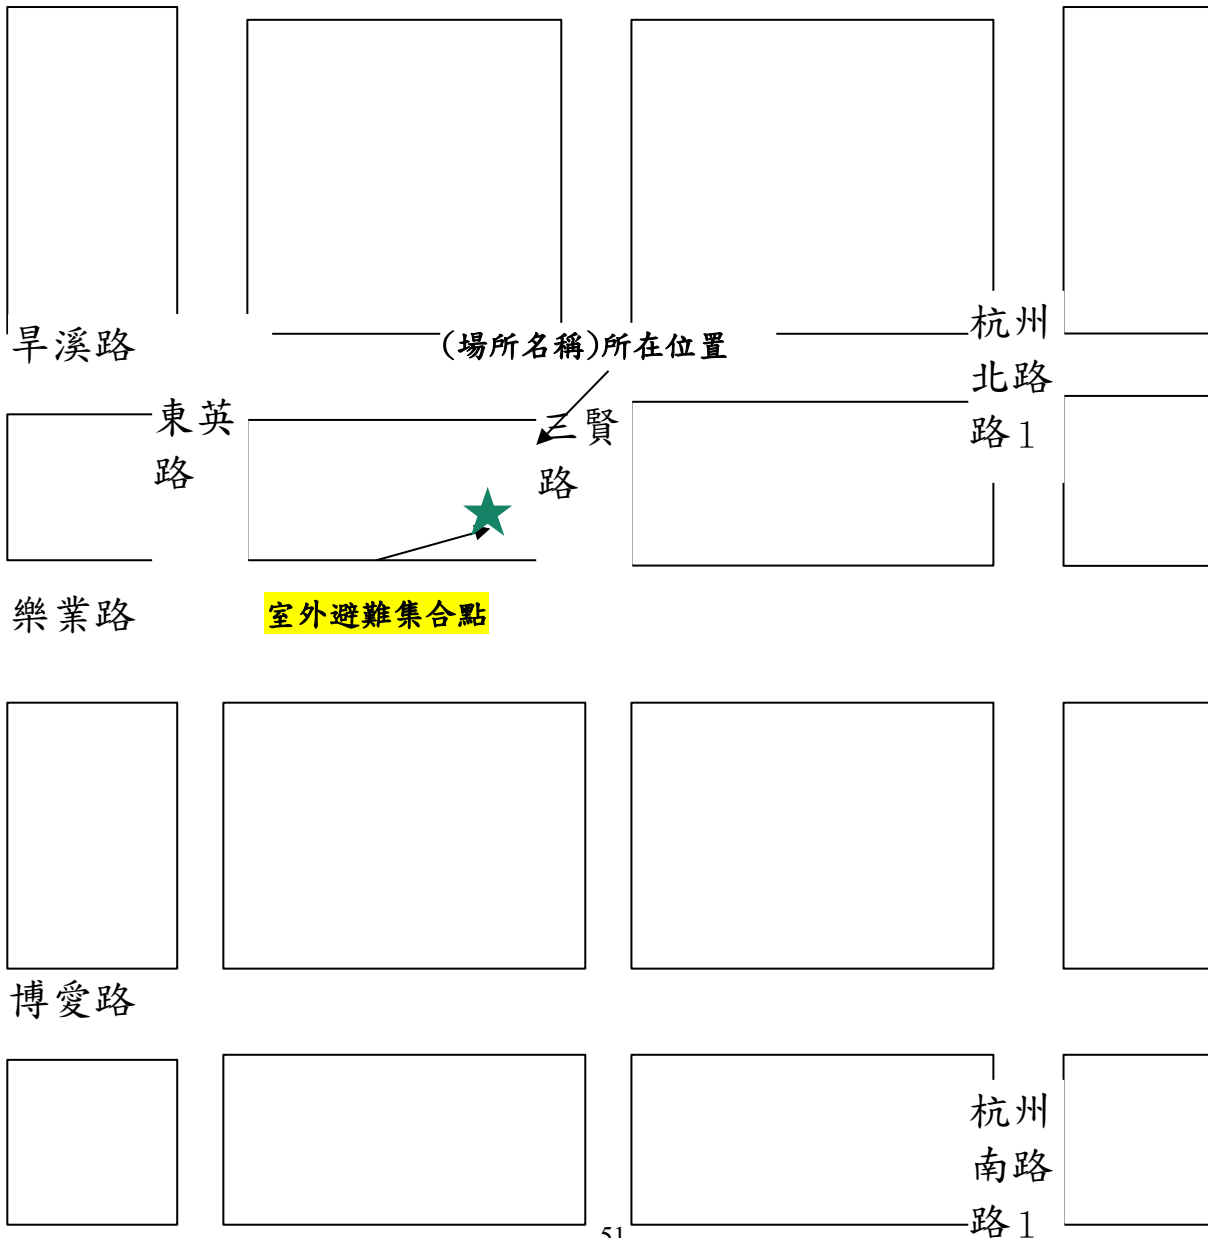 旱溪路
(場所名稱)所在位置
杭州
北路
路1
東英
路
三賢
路
樂業路
室外避難集合點
博愛路
杭州
南路
路1
51